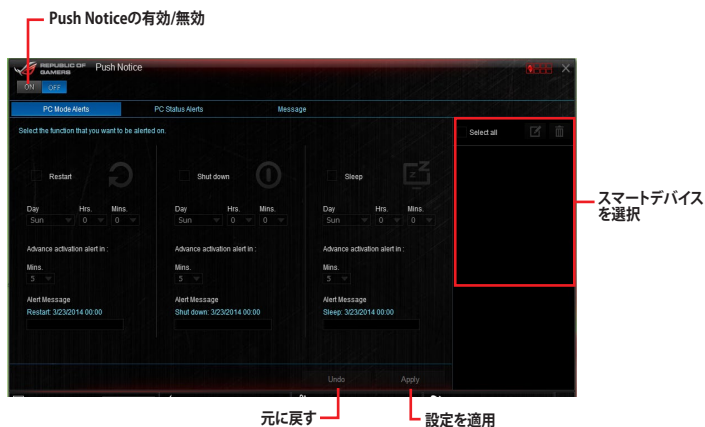 Push Noticeの有効/無効
REPUBLIC OF GAMERS Push Notice
ON OFF
PC Mode Alerts PC Status Alerts Message
Select the function that you want to be alerted on.
Select all
Restart Shut down Sleep
Day Hrs. Mins. Day Hrs. Mins. Day Hrs. Mins.
Sun 0 0 Sun 0 0 Sun 0 0
Advance activation alert in : Advance activation alert in : Advance activation alert in :
Mins. Mins. Mins.
5 5 5
Alert Message Alert Message Alert Message
Restart: 3/23/2014 00:00 Shut down: 3/23/2014 00:00 Sleep: 3/23/2014 00:00
Undo Apply
スマートデバイス
を選択
元に戻す 設定を適用